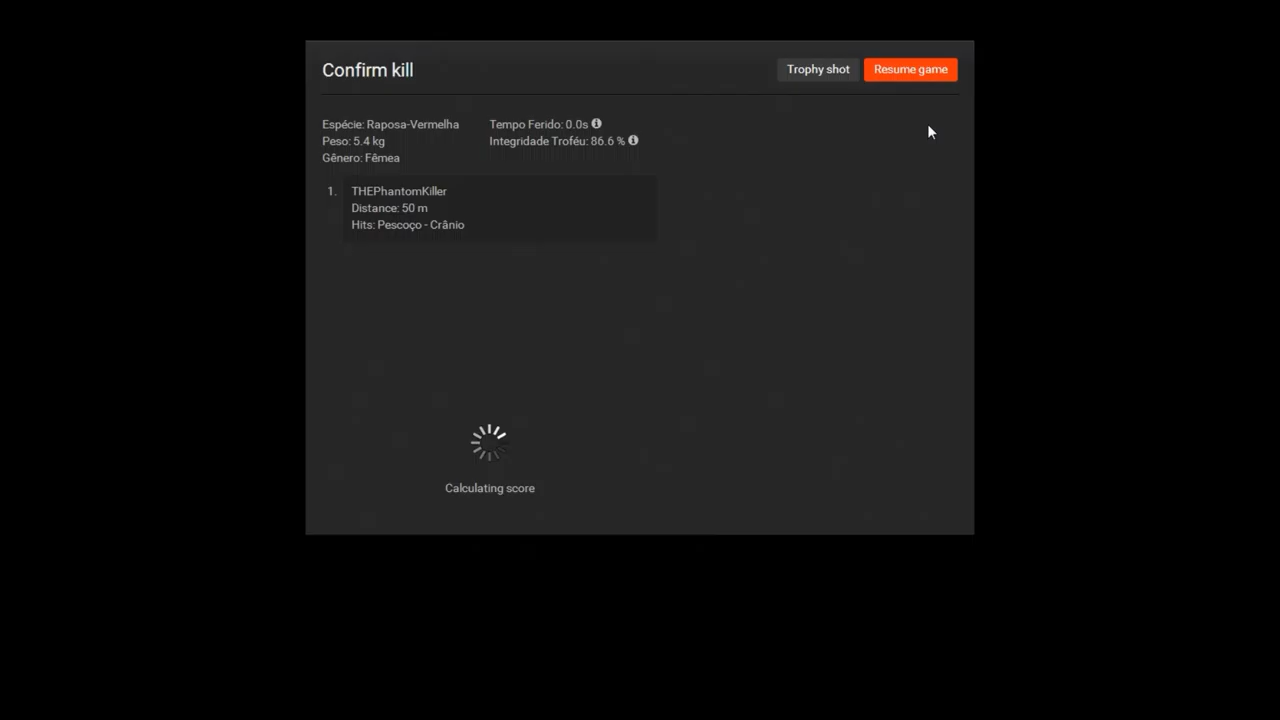 Confirm kill
Trophy shot
Resume game
Espécie: Raposa-Vermelha
Peso: 5.4 kg
Gênero: Fêmea
Tempo Ferido: 0.0s
Integridade Troféu: 86.6 %
1.
THEPhantomKiller
Distance: 50 m
Hits: Pescoço - Crânio
Calculating score